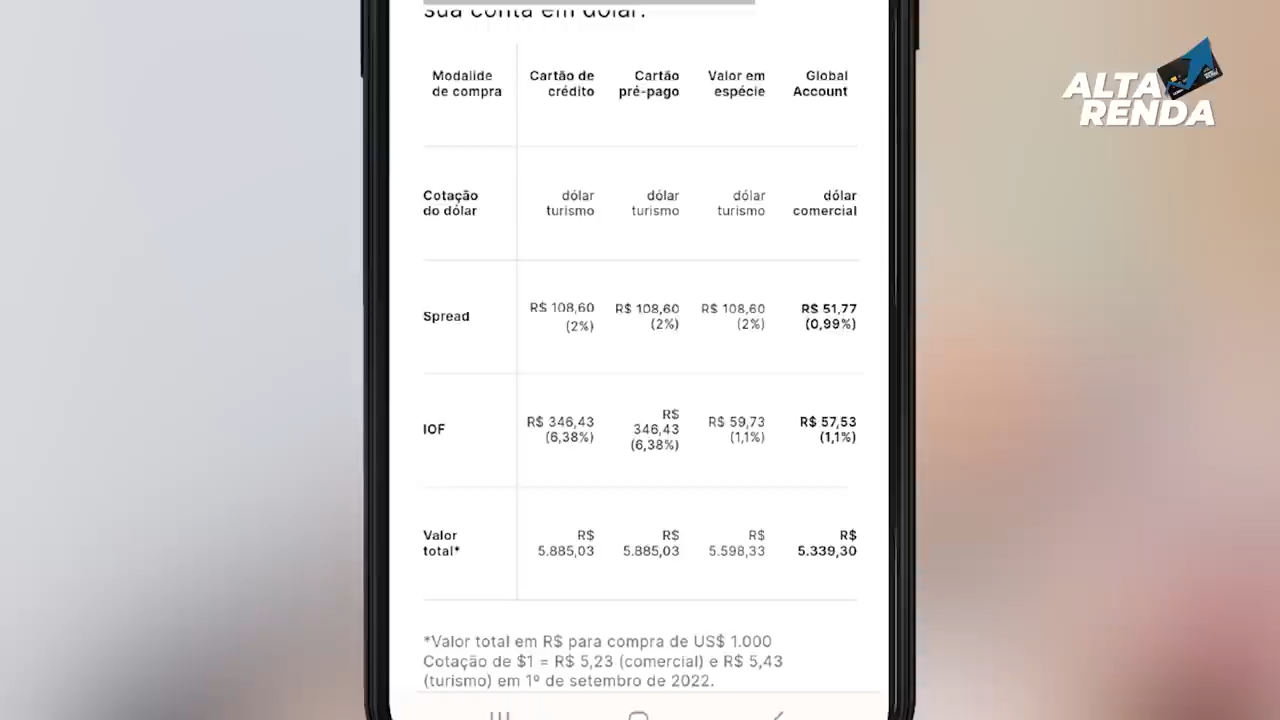 sua conta em dólar.
ALTA
RENDA
Modalide
de compra
Cartão de
crédito
Cartão
pré-pago
Valor em
espécie
Global
Account
Cotação
do dólar
dólar
turismo
dólar
turismo
dólar
turismo
dólar
comercial
Spread
R$ 108,60
(2%)
R$ 108,60
(2%)
R$ 108,60
(2%)
R$ 51,77
(0,99%)
IOF
R$ 346,43
(6,38%)
R$
346,43
(6,38%)
R$ 59,73
(1,1%)
R$ 57,53
(1,1%)
Valor
total*
R$
5.885,03
R$
5.885,03
R$
5.598,33
R$
5.339,30
*Valor total em R$ para compra de US$ 1.000
Cotação de $1 = R$ 5,23 (comercial) e R$ 5,43
(turismo) em 1º de setembro de 2022.